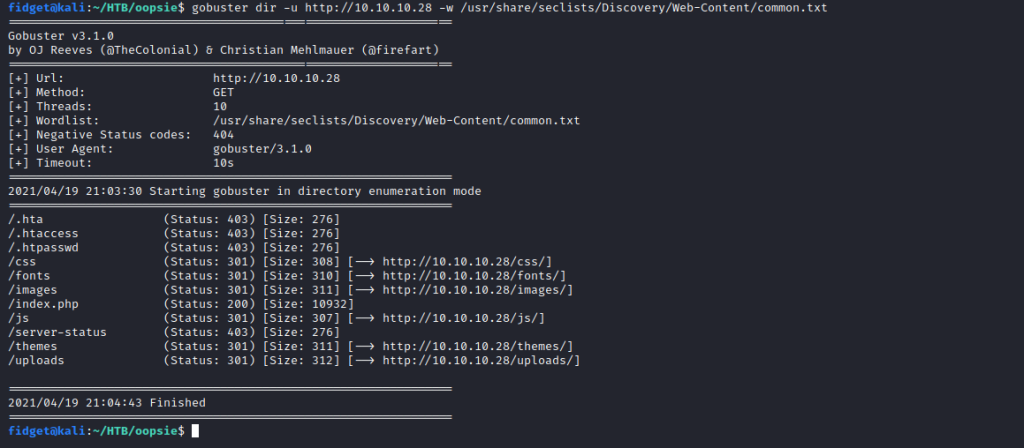 fidget@kali:~/HTB/oopsie$ gobuster dir -u http://10.10.10.28 -w /usr/share/seclists/Discovery/Web-Content/common.txt
===============================================================
Gobuster v3.1.0
by OJ Reeves (@TheColonial) & Christian Mehlmauer (@firefart)
===============================================================
[+] Url:                     http://10.10.10.28
[+] Method:                  GET
[+] Threads:                 10
[+] Wordlist:                /usr/share/seclists/Discovery/Web-Content/common.txt
[+] Negative Status codes:   404
[+] User Agent:              gobuster/3.1.0
[+] Timeout:                 10s
===============================================================
2021/04/19 21:03:30 Starting gobuster in directory enumeration mode
===============================================================
/.hta                 (Status: 403) [Size: 276]
/.htaccess            (Status: 403) [Size: 276]
/.htpasswd            (Status: 403) [Size: 276]
/css                  (Status: 301) [Size: 308] [--> http://10.10.10.28/css/]
/fonts                (Status: 301) [Size: 310] [--> http://10.10.10.28/fonts/]
/images               (Status: 301) [Size: 311] [--> http://10.10.10.28/images/]
/index.php            (Status: 200) [Size: 10932]
/js                   (Status: 301) [Size: 307] [--> http://10.10.10.28/js/]
/server-status        (Status: 403) [Size: 276]
/themes               (Status: 301) [Size: 311] [--> http://10.10.10.28/themes/]
/uploads              (Status: 301) [Size: 312] [--> http://10.10.10.28/uploads/]
===============================================================
2021/04/19 21:04:43 Finished
===============================================================
fidget@kali:~/HTB/oopsie$